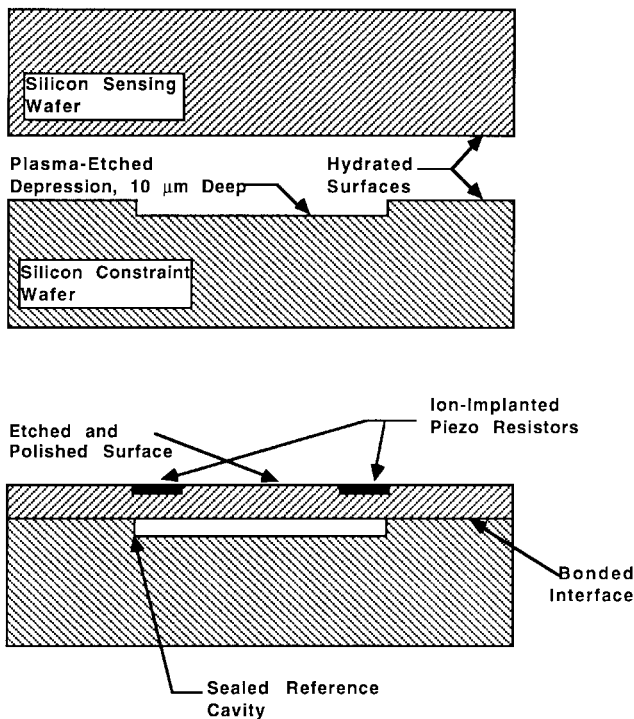 Silicon Sensing
Wafer
Plasma-Etched
Depression, 10 μm Deep
Hydrated
Surfaces
Silicon Constraint
Wafer
Ion-Implanted
Piezo Resistors
Etched and
Polished Surface
Bonded
Interface
Sealed Reference
Cavity